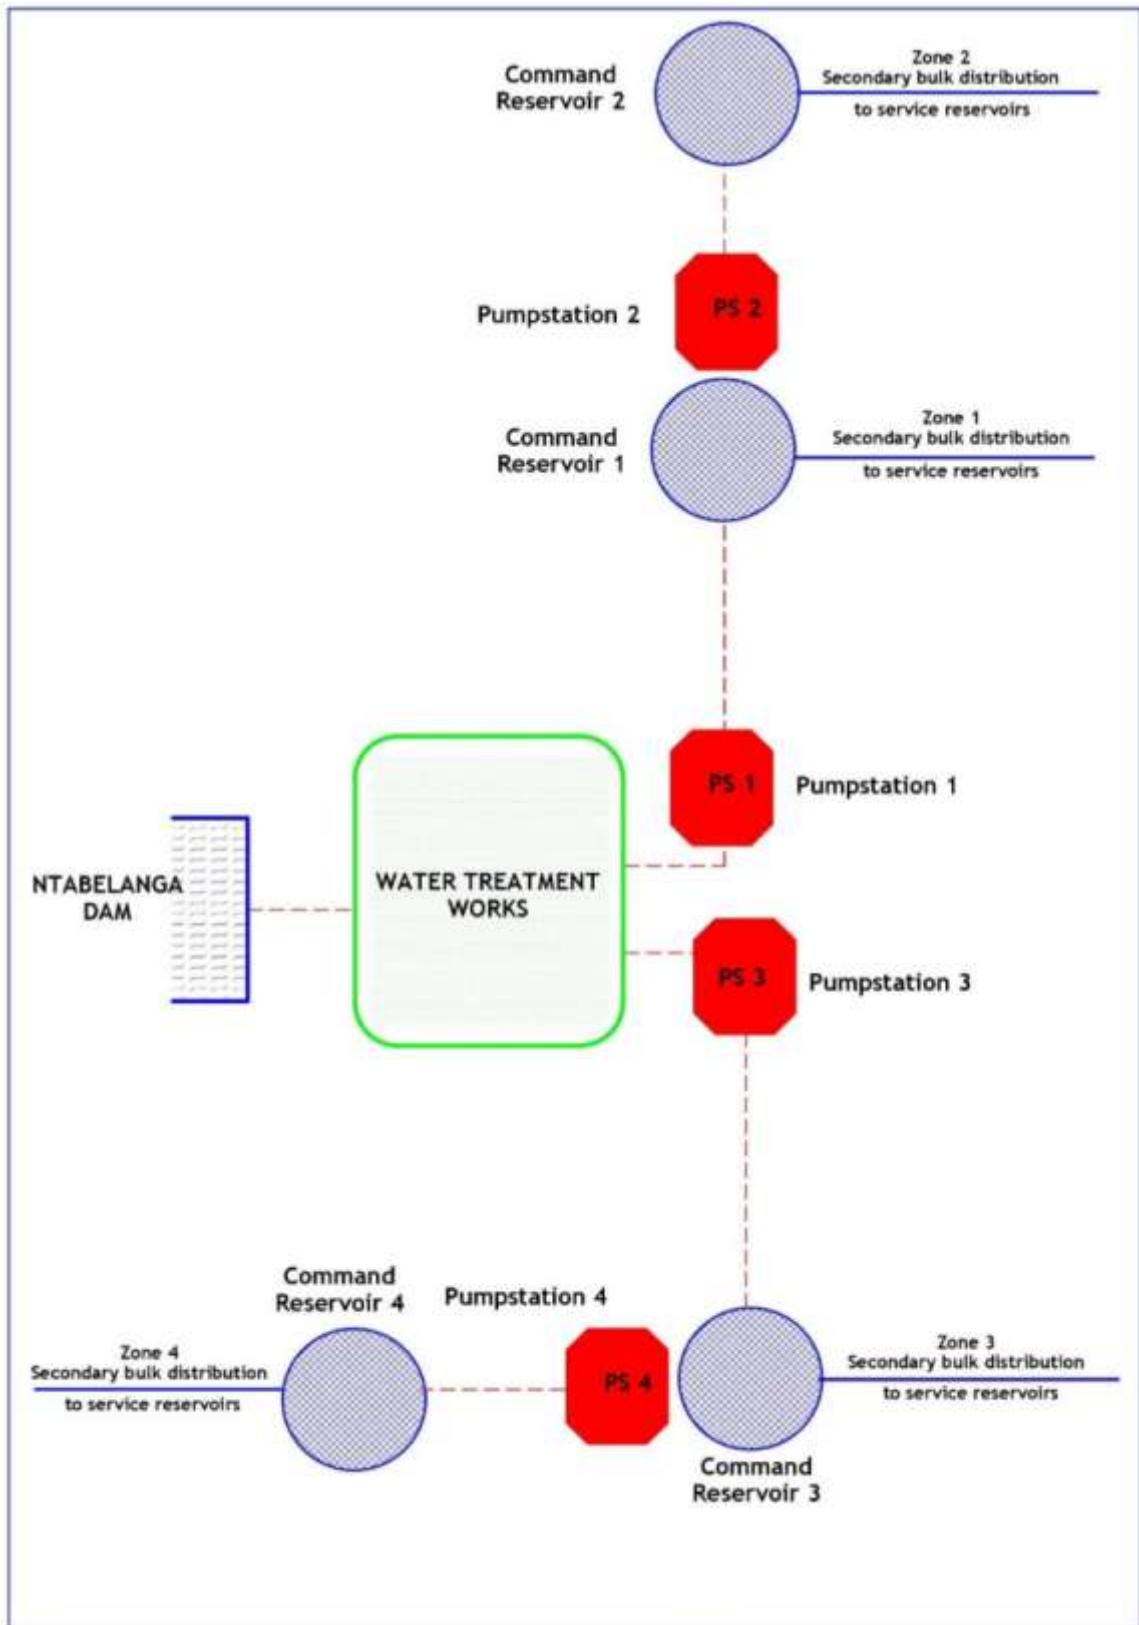 Command
Reservoir 2
Zone 2
Secondary bulk distribution
to service reservoirs
Pumpstation 2
PS 2
Command
Reservoir 1
Zone 1
Secondary bulk distribution
to service reservoirs
PS 1
Pumpstation 1
NTABELANGA
DAM
WATER TREATMENT
WORKS
PS 3
Pumpstation 3
Command
Reservoir 4
Pumpstation 4
Zone 4
Secondary bulk distribution
to service reservoirs
PS 4
Zone 3
Secondary bulk distribution
to service reservoirs
Command
Reservoir 3